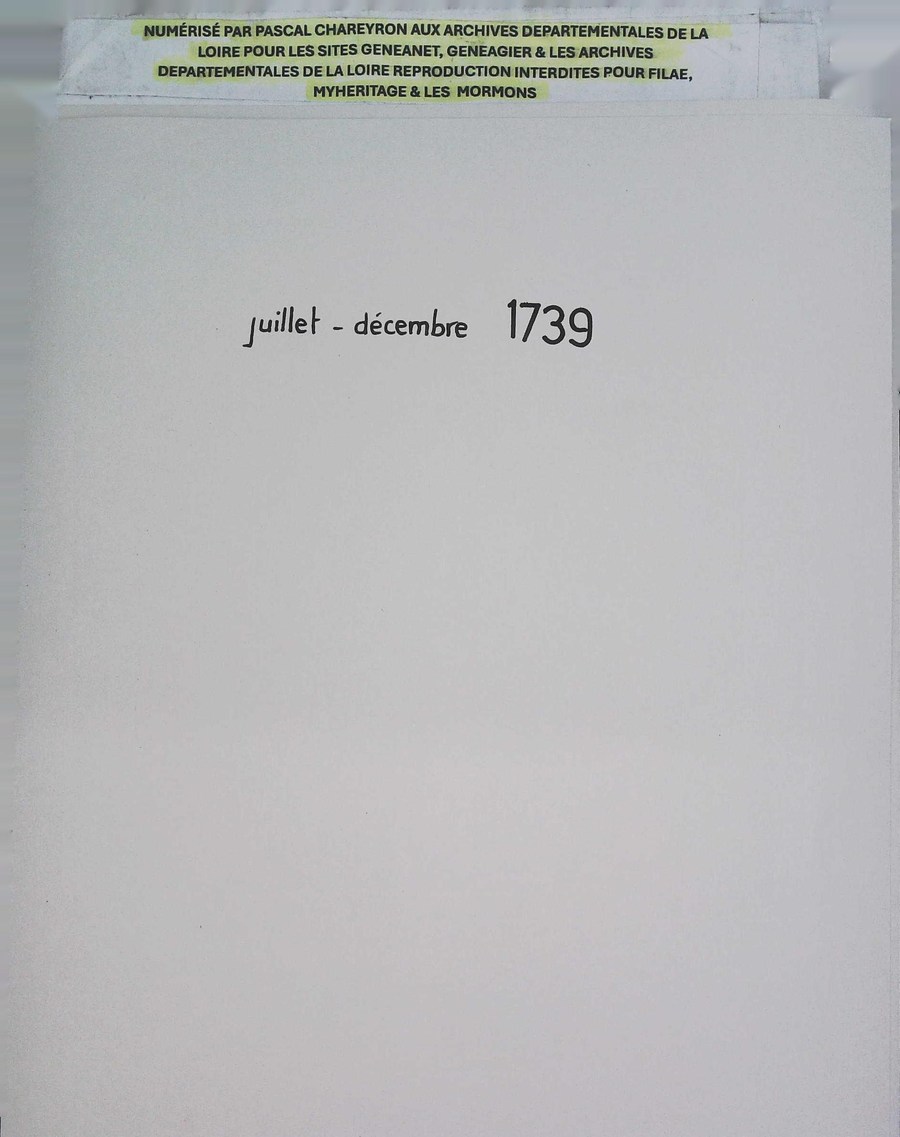 NUMÉRISÉ PAR PASCAL CHAREYRON AUX ARCHIVES DEPARTEMENTALES DE LA
LOIRE POUR LES SITES GENEANET, GENEAGIER & LES ARCHIVES
DEPARTEMENTALES DE LA LOIRE REPRODUCTION INTERDITES POUR FILAE,
MYHERITAGE & LES MORMONS
juillet - décembre 1739